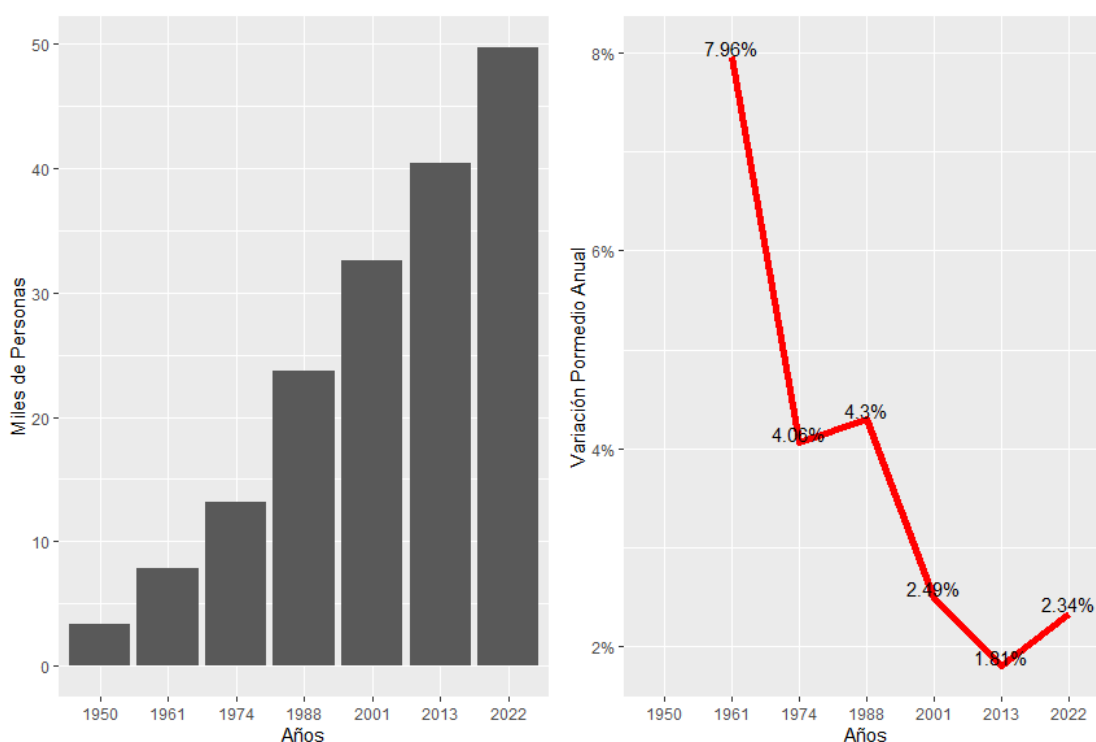 Miles de Personas
50
40
30
20
10
0
1950 1961 1974 1988 2001 2013 2022
Años
Variación Pormedio Anual
8%
6%
4%
2%
7.96%
4.06%
4.3%
2.49%
1.81%
2.34%
1950 1961 1974 1988 2001 2013 2022
Años